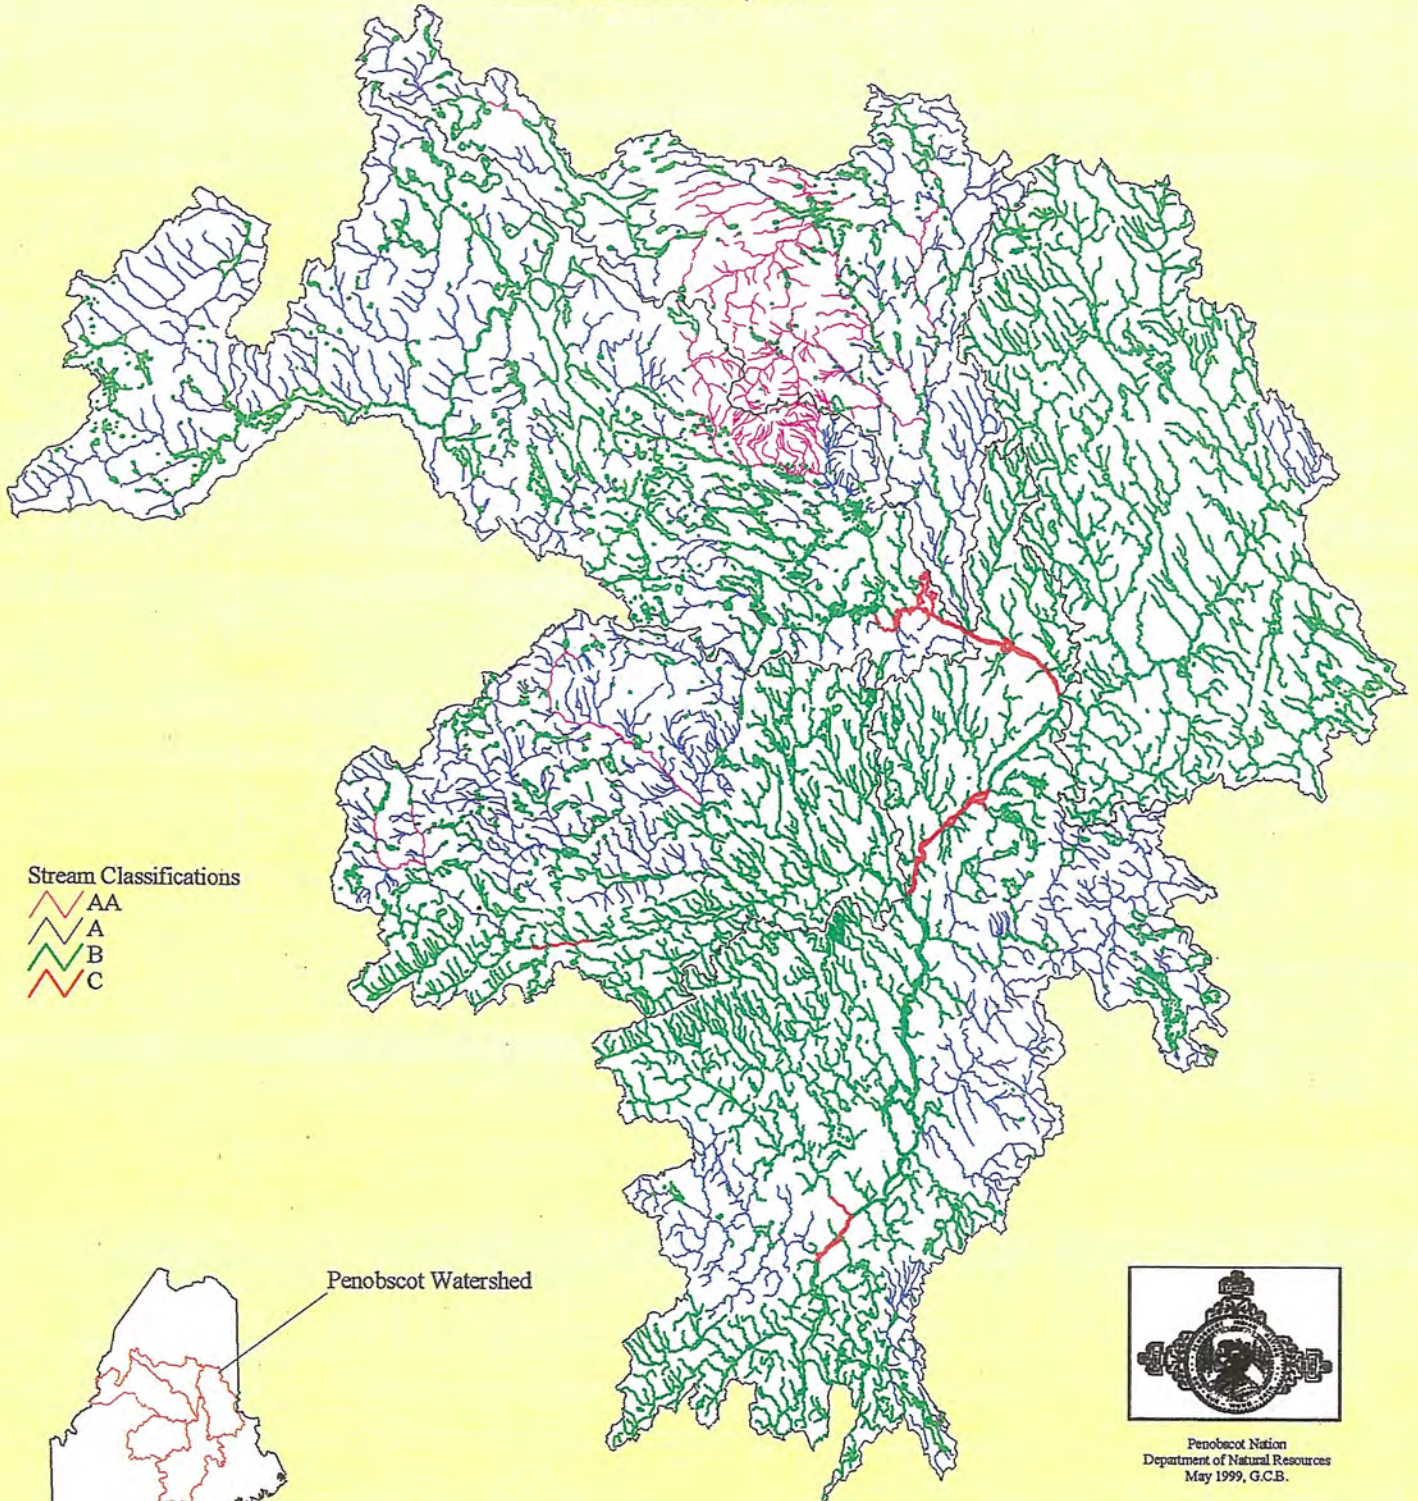 Stream Classifications
AA
A
B
C
Penobscot Watershed
Penobscot Nation
Department of Natural Resources
May 1999, G.C.B.